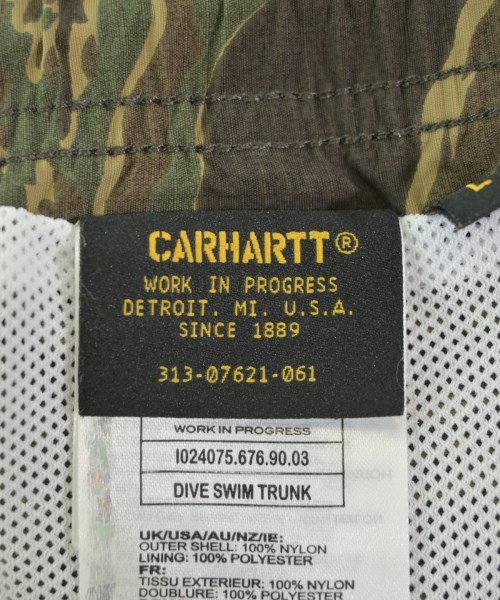 CARHARTT®
WORK IN PROGRESS
DETROIT. MI. U.S.A.
SINCE 1889
313-07621-061
WORK IN PROGRESS
I024075.676.90.03
DIVE SWIM TRUNK
UK/USA/AU/NZ/IE:
OUTER SHELL: 100% NYLON
LINING: 100% POLYESTER
FR:
TISSU EXTERIEUR: 100% NYLON
DOUBLURE: 100% POLYESTER